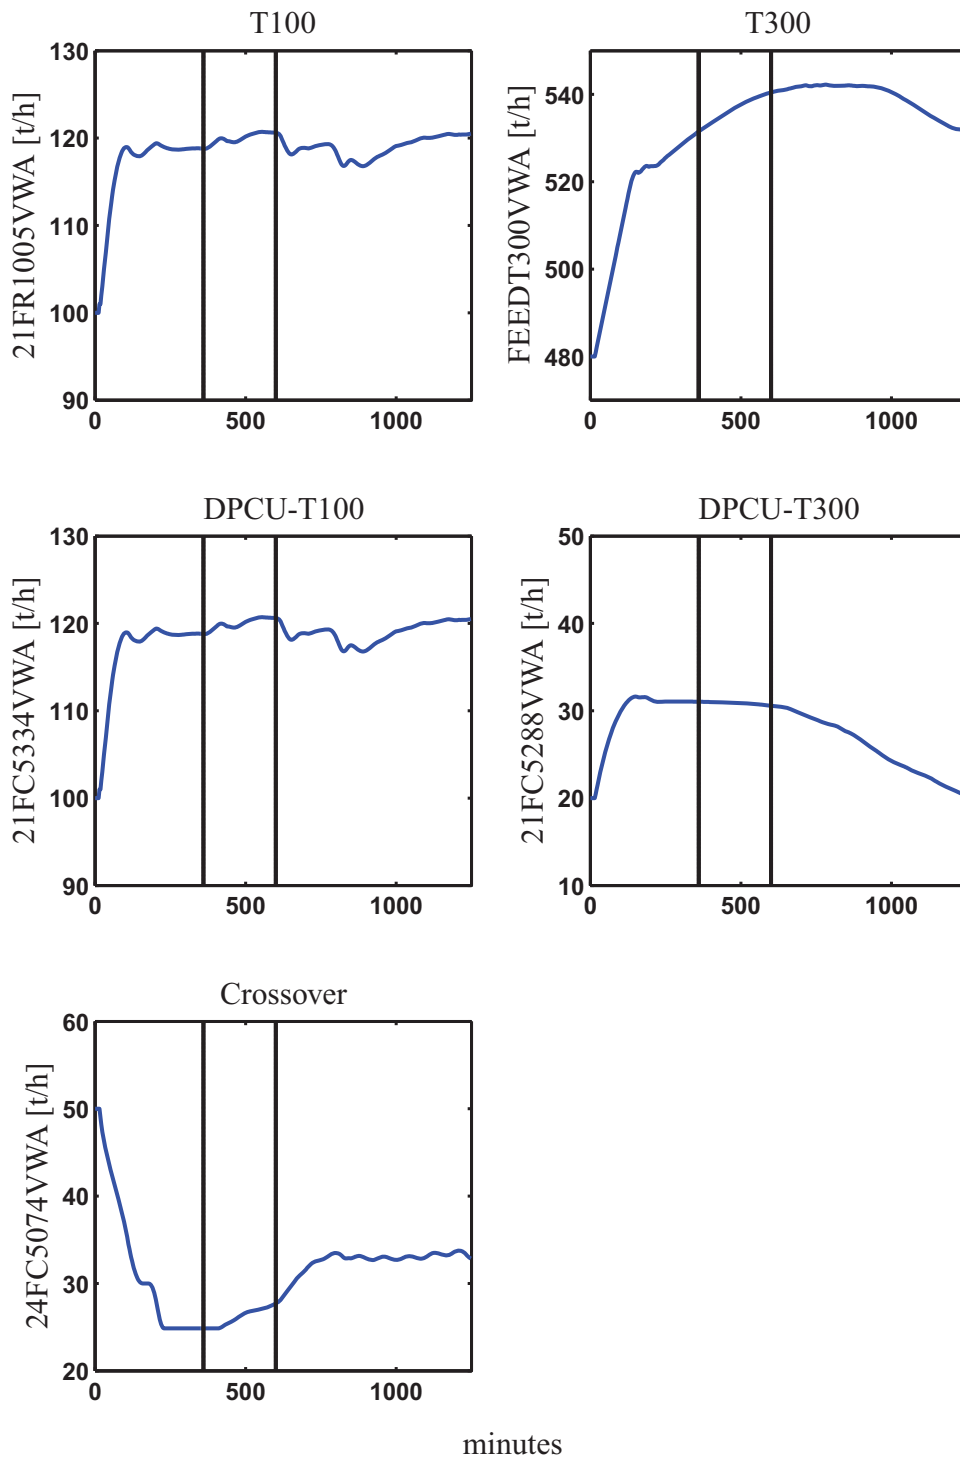 T100
21FR1005VWA [t/h]
130
120
110
100
90
0 500 1000
T300
FEEDT300VWA [t/h]
540
520
500
480
0 500 1000
DPCU-T100
21FC5334VWA [t/h]
130
120
110
100
90
0 500 1000
DPCU-T300
21FC5288VWA [t/h]
50
40
30
20
10
0 500 1000
Crossover
24FC5074VWA [t/h]
60
50
40
30
20
0 500 1000
minutes